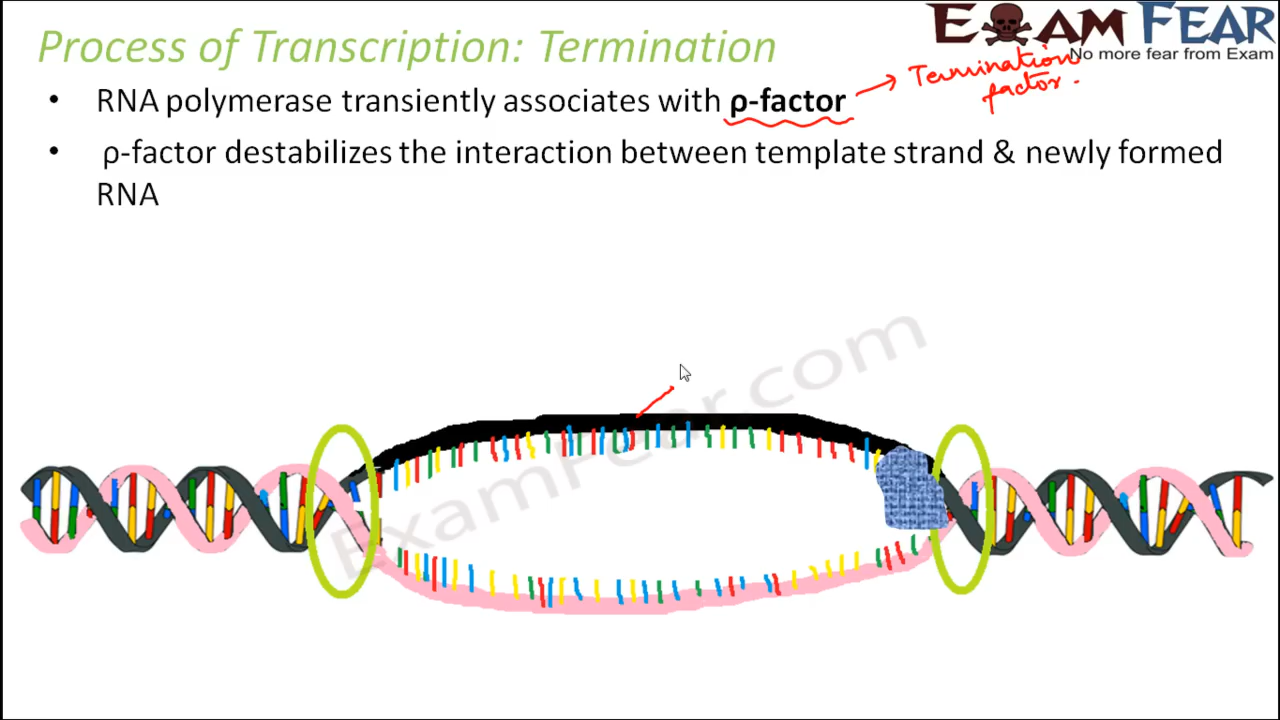 Process of Transcription: Termination
EXAM FEAR
No more fear from Exam
• RNA polymerase transiently associates with ρ-factor → Termination
factor.
• ρ-factor destabilizes the interaction between template strand & newly formed
RNA
ExamFear.com